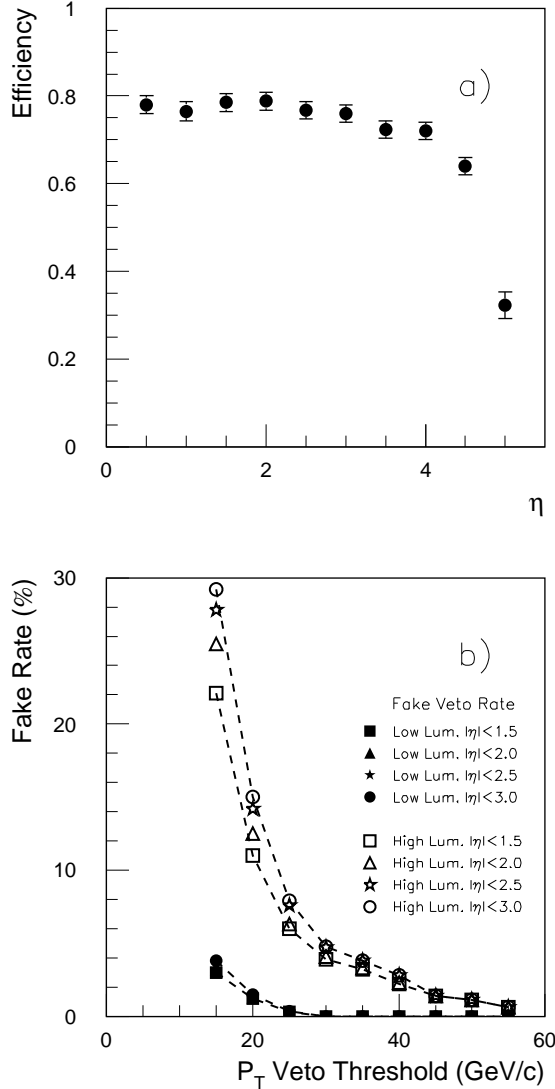 Efficiency
1
0.8
0.6
0.4
0.2
0
a)
0
2
4
η
Fake Rate (%)
30
20
10
0
b)
Fake Veto Rate
Low Lum. |η|<1.5
Low Lum. |η|<2.0
Low Lum. |η|<2.5
Low Lum. |η|<3.0
High Lum. |η|<1.5
High Lum. |η|<2.0
High Lum. |η|<2.5
High Lum. |η|<3.0
0
20
40
60
P_T Veto Threshold (GeV/c)